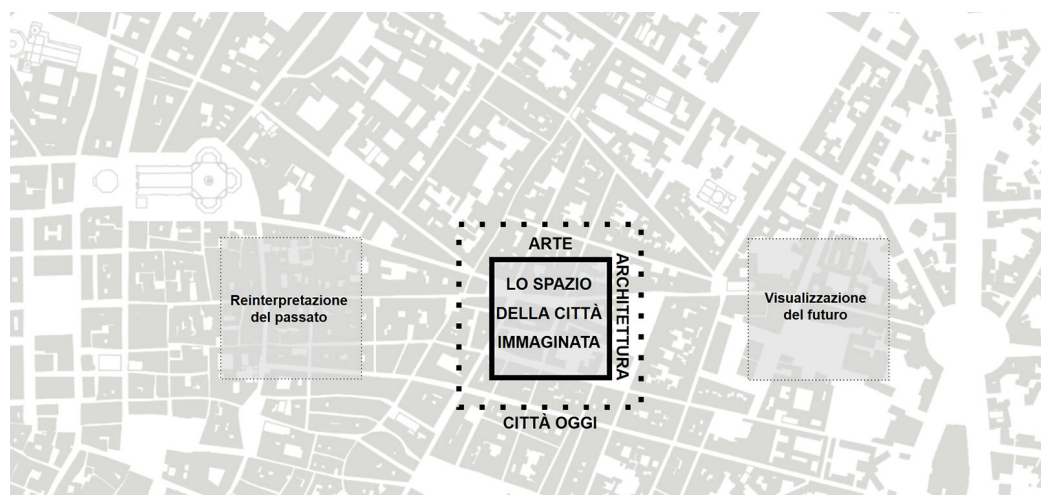 Reinterpretazione
del passato
ARTE
ARCHITETTURA
LO SPAZIO
DELLA CITTÀ
IMMAGINATA
CITTÀ OGGI
Visualizzazione
del futuro